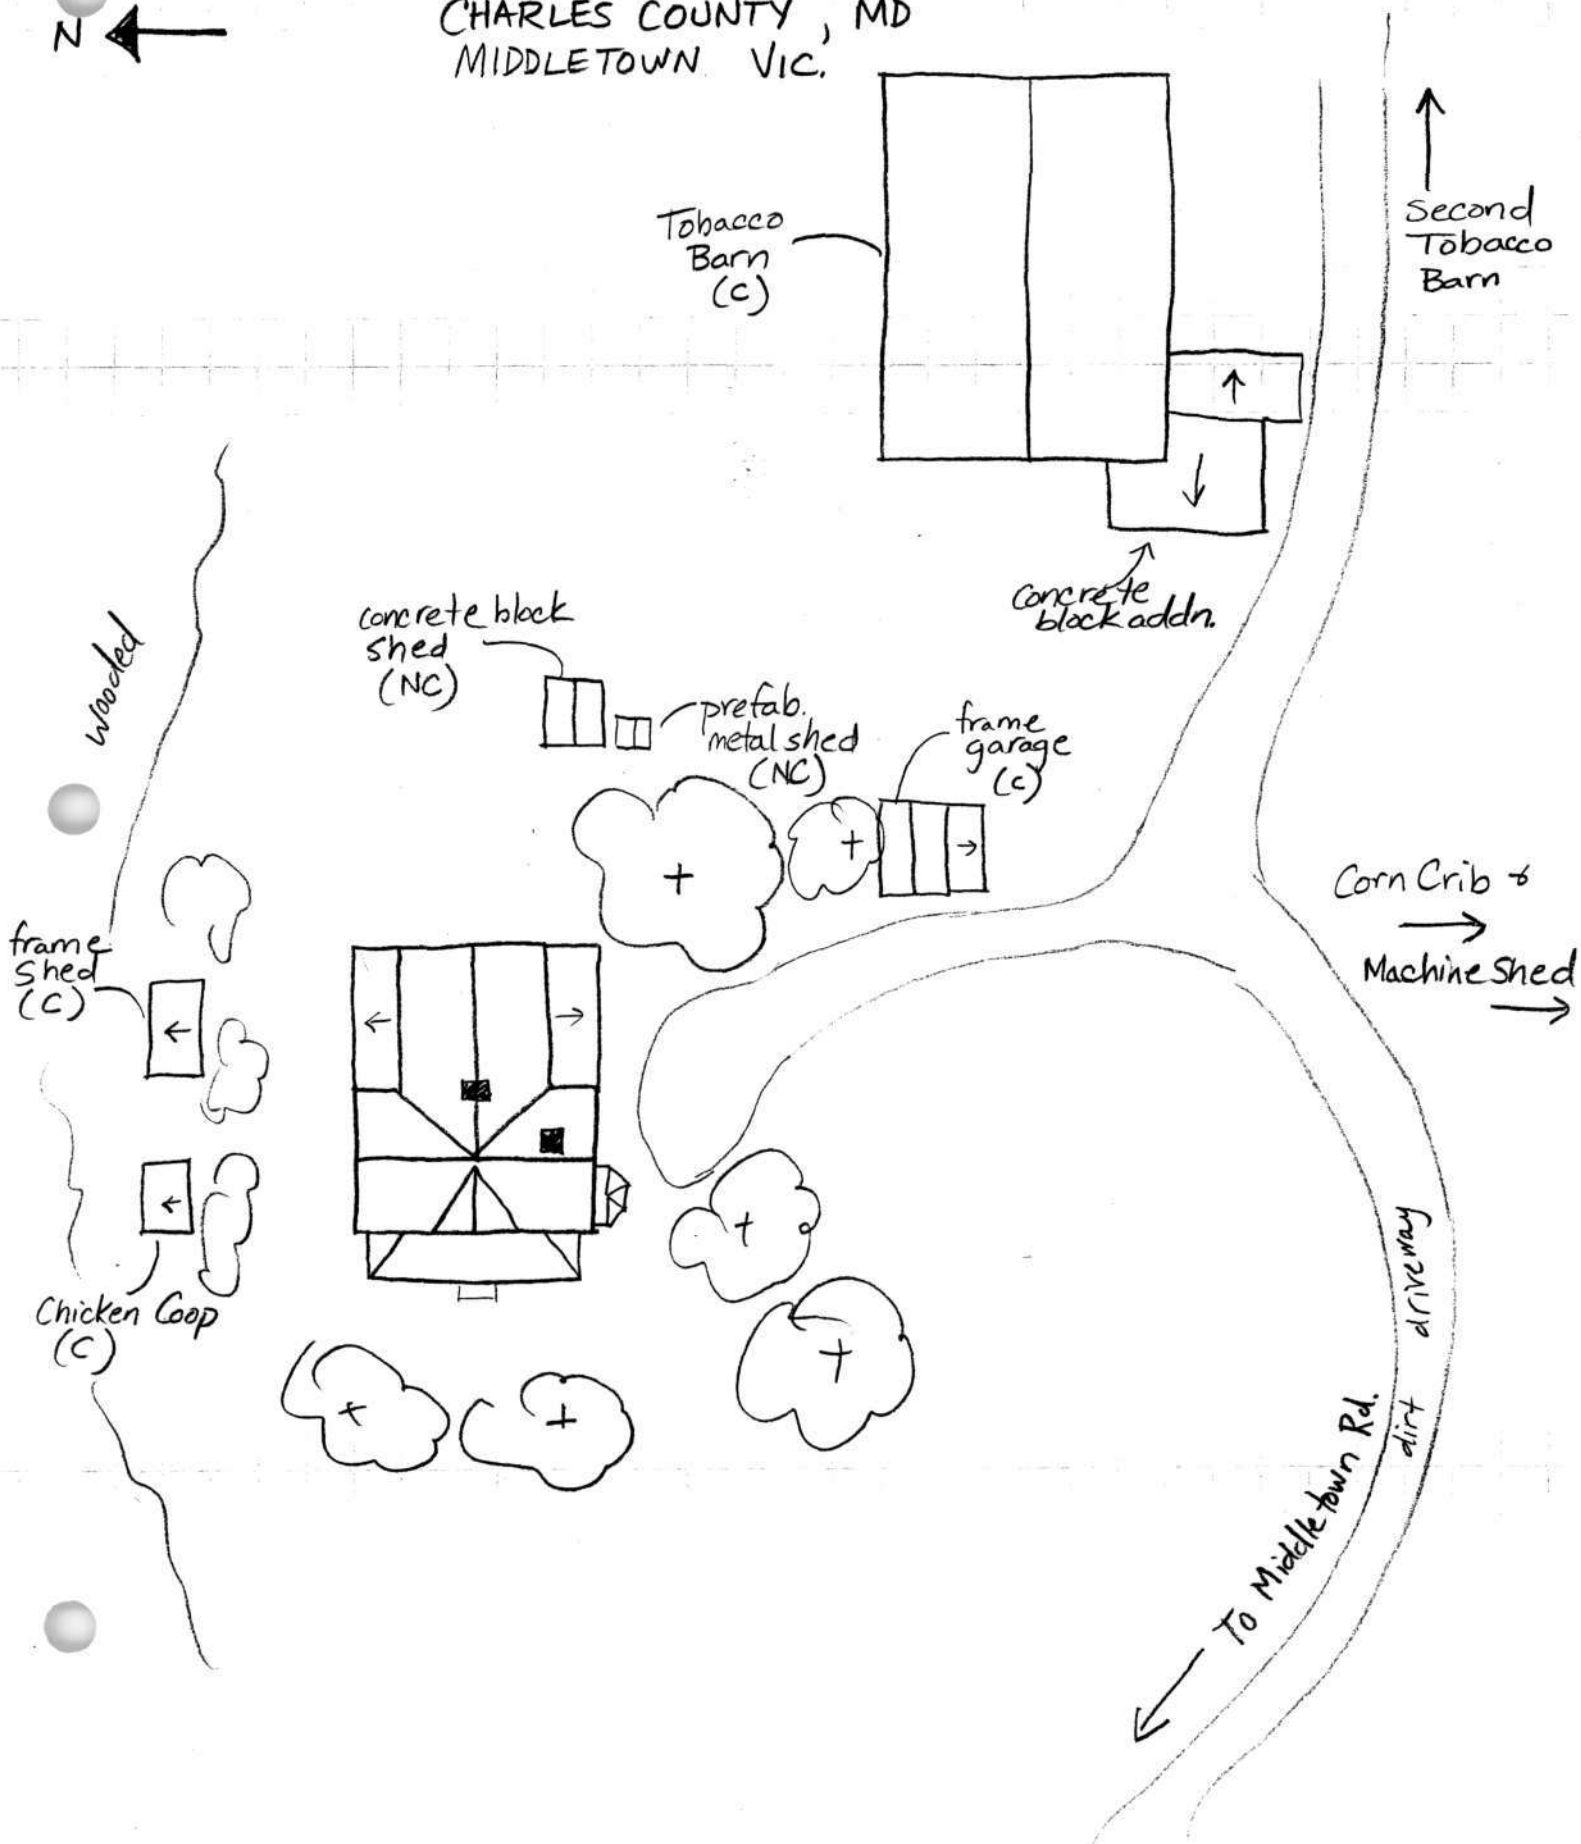 N
CHARLES COUNTY, MD
MIDDLETOWN VIC.
Second
Tobacco
Barn
Tobacco
Barn
(C)
concrete
block addn.
concrete block
shed
(NC)
wooded
prefab.
metal shed
(NC)
frame
garage
(C)
Corn Crib &
Machine Shed
frame
shed
(C)
Chicken Coop
(C)
dirt driveway
To Middletown Rd.